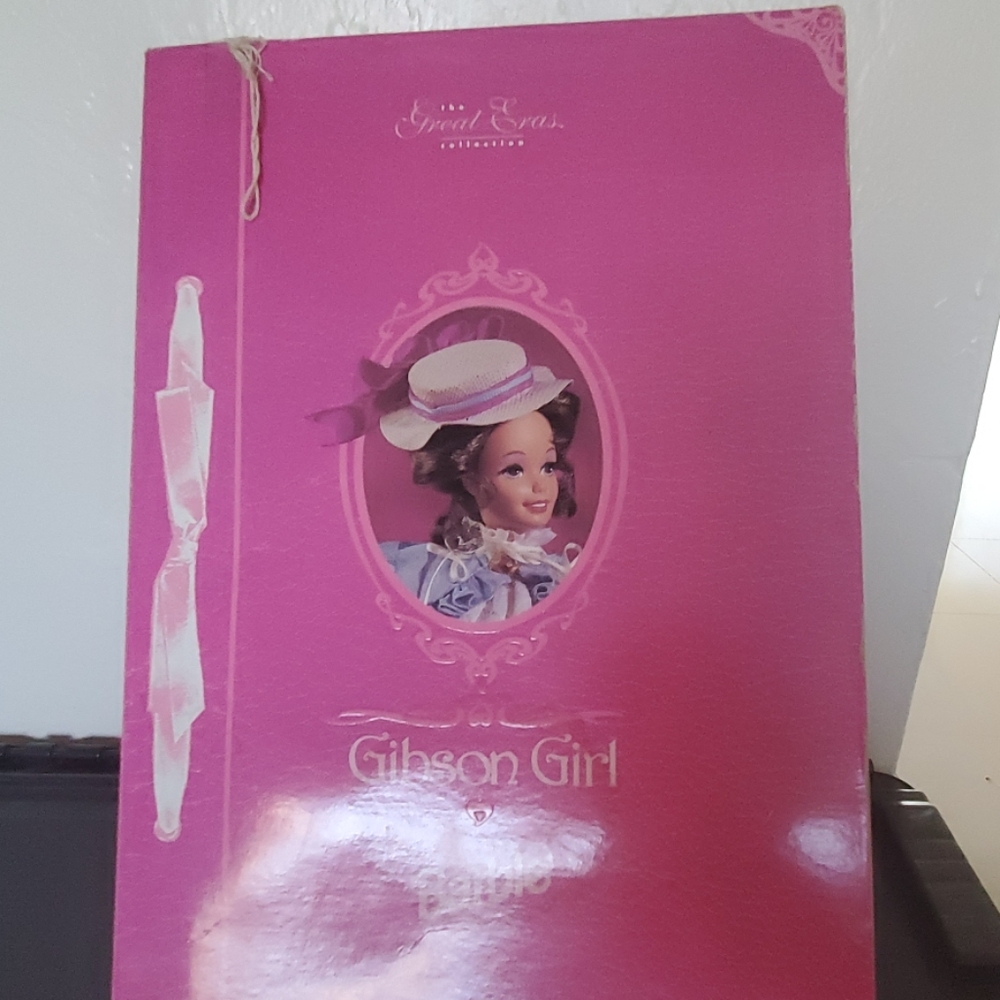 the
Great Eras
collection
Gibson Girl
Barbie